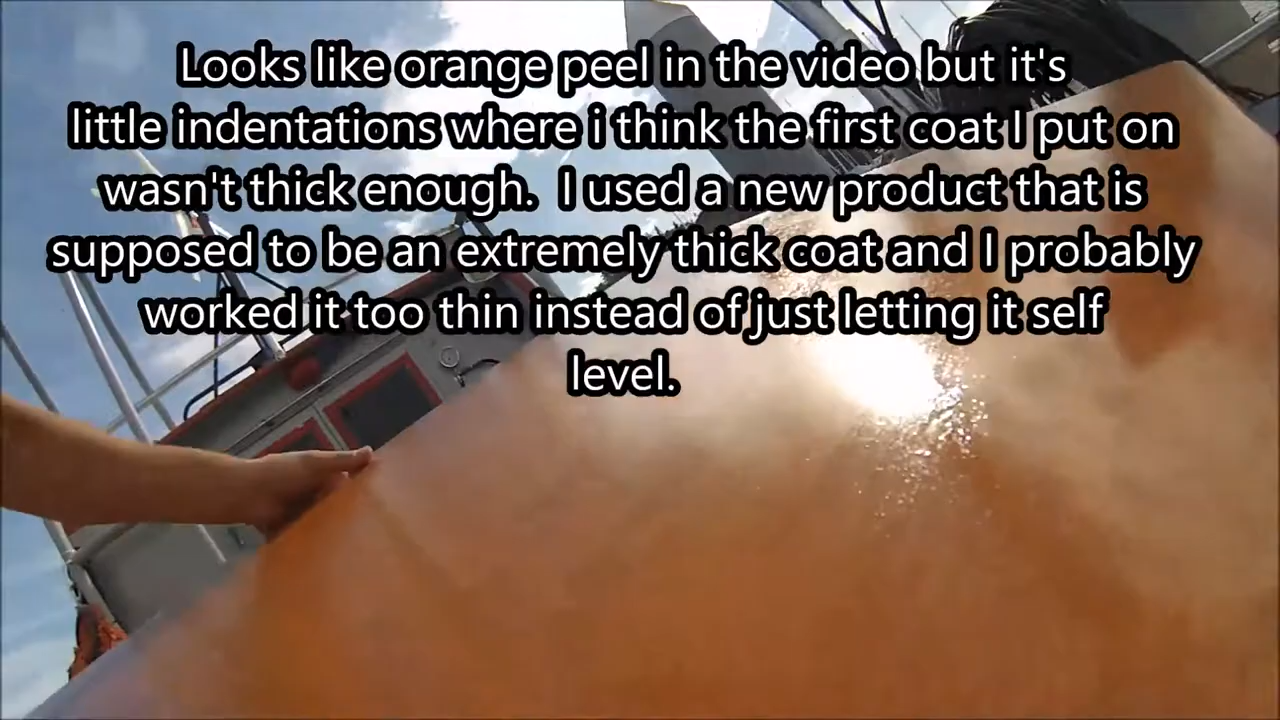 Looks like orange peel in the video but it's
little indentations where i think the first coat I put on
wasn't thick enough.  I used a new product that is
supposed to be an extremely thick coat and I probably
worked it too thin instead of just letting it self
level.